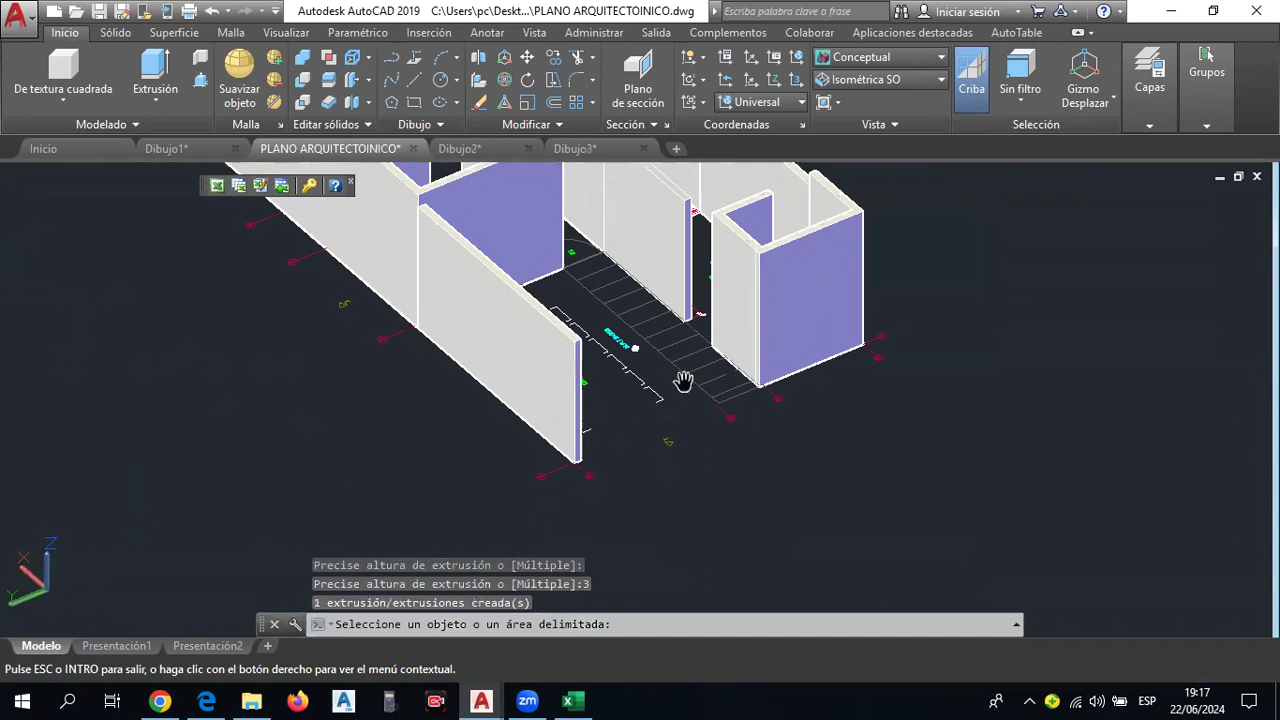 Autodesk AutoCAD 2019 C:\Users\pc\Deskt...\PLANO ARQUITECTOINICO.dwg
Escriba palabra clave o frase
Iniciar sesión
Inicio Sólido Superficie Malla Visualizar Paramétrico Inserción Anotar Vista Administrar Salida Complementos Colaborar Aplicaciones destacadas AutoTable
De textura cuadrada
Extrusión
Suavizar objeto
Plano de sección
Universal
Conceptual
Isométrica SO
Criba
Sin filtro
Gizmo Desplazar
Capas
Grupos
Modelado Malla Editar sólidos Dibujo Modificar Sección Coordenadas Vista Selección
Inicio Dibujo1* PLANO ARQUITECTOINICO* Dibujo2* Dibujo3*
Z
X
Y
Precise altura de extrusión o [Múltiple]:
Precise altura de extrusión o [Múltiple]:3
1 extrusión/extrusiones creada(s)
Seleccione un objeto o un área delimitada:
Modelo Presentación1 Presentación2
Pulse ESC o INTRO para salir, o haga clic con el botón derecho para ver el menú contextual.
ESP
19:17
22/06/2024